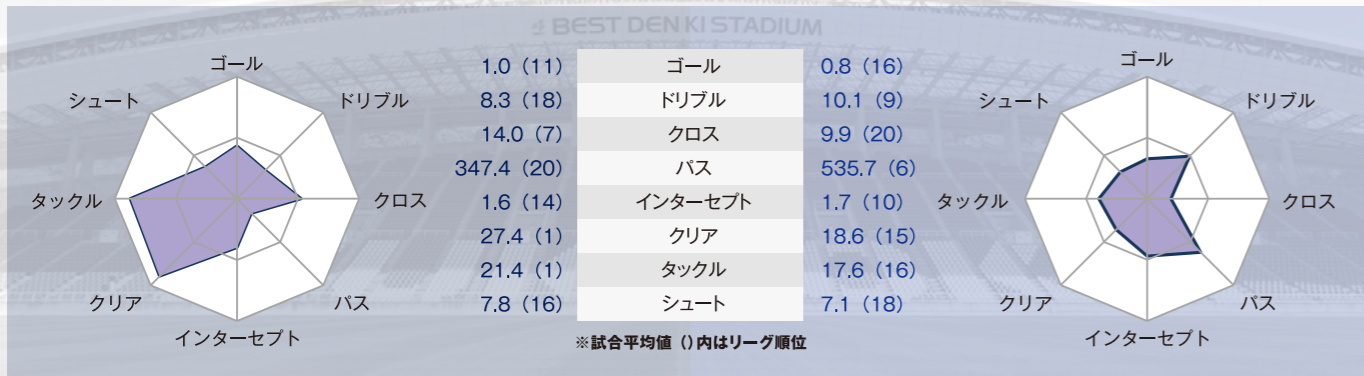 BEST DENKI STADIUM
ゴール
ドリブル
クロス
パス
インターセプト
クリア
タックル
シュート
1.0（11） ゴール 0.8（16）
8.3（18） ドリブル 10.1（9）
14.0（7） クロス 9.9（20）
347.4（20） パス 535.7（6）
1.6（14） インターセプト 1.7（10）
27.4（1） クリア 18.6（15）
21.4（1） タックル 17.6（16）
7.8（16） シュート 7.1（18）
※試合平均値（）内はリーグ順位
ゴール
ドリブル
クロス
パス
インターセプト
クリア
タックル
シュート